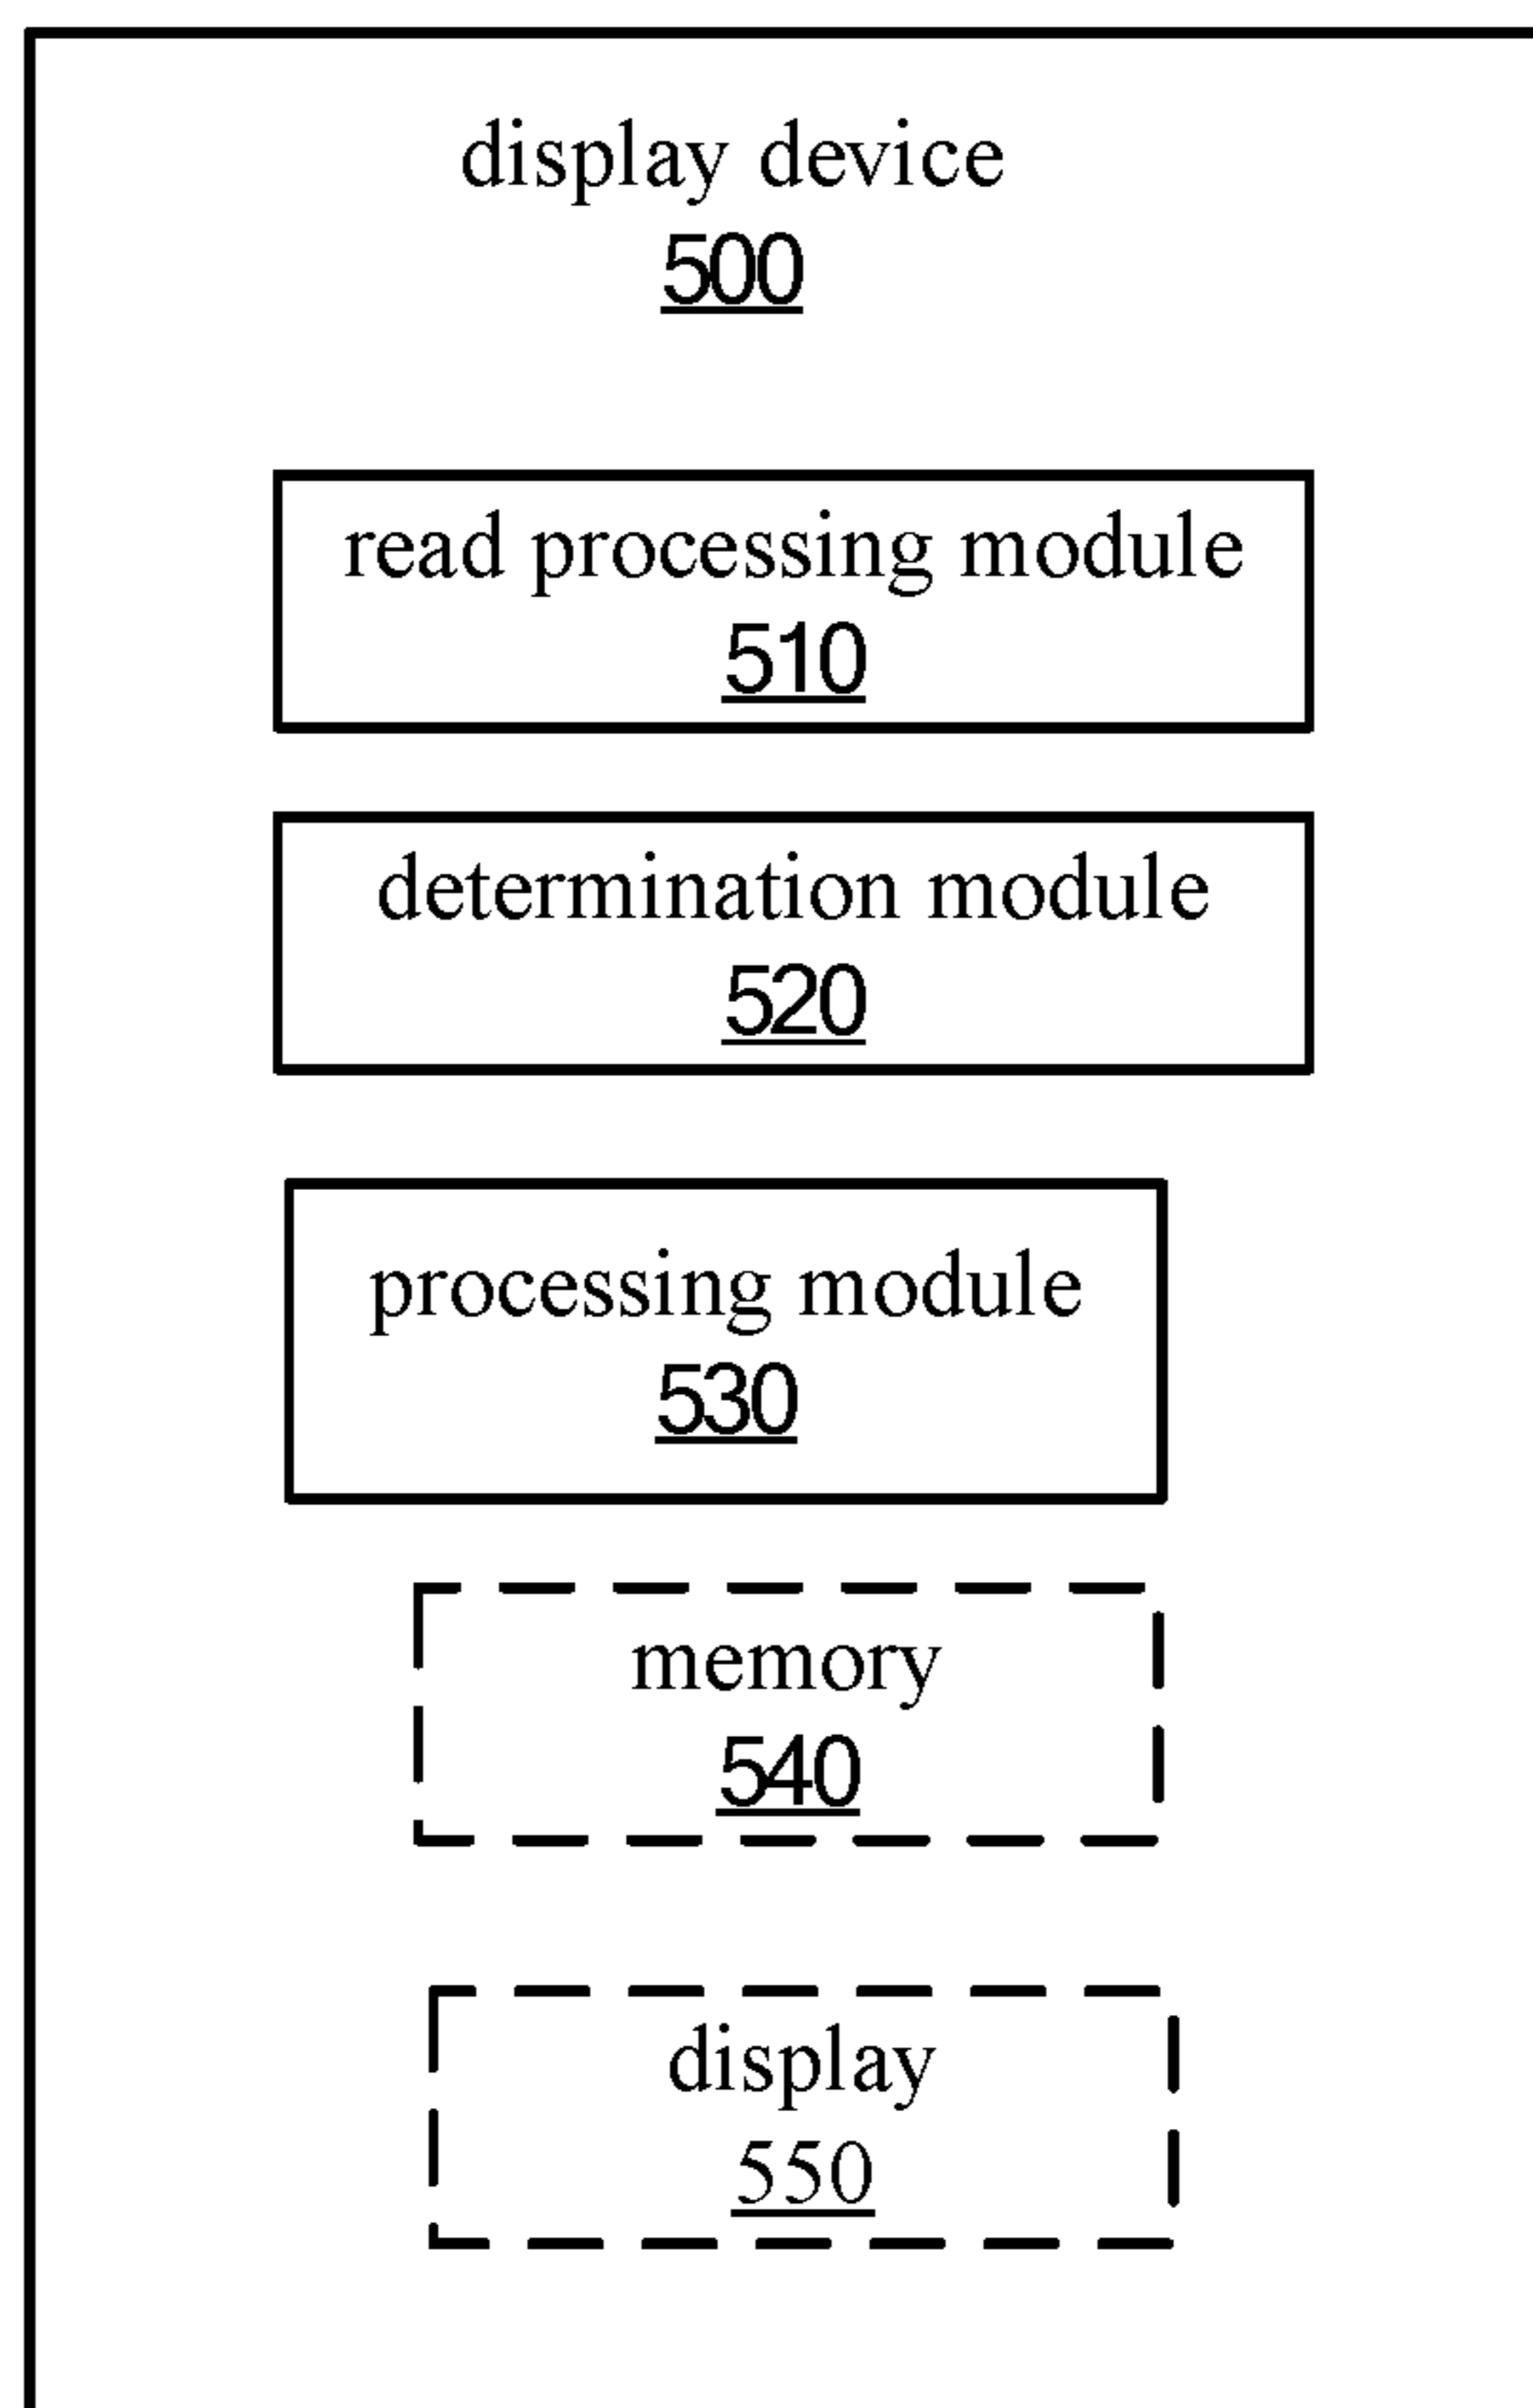 display device
500
read processing module
510
determination module
520
processing module
530
memory
540
display
550